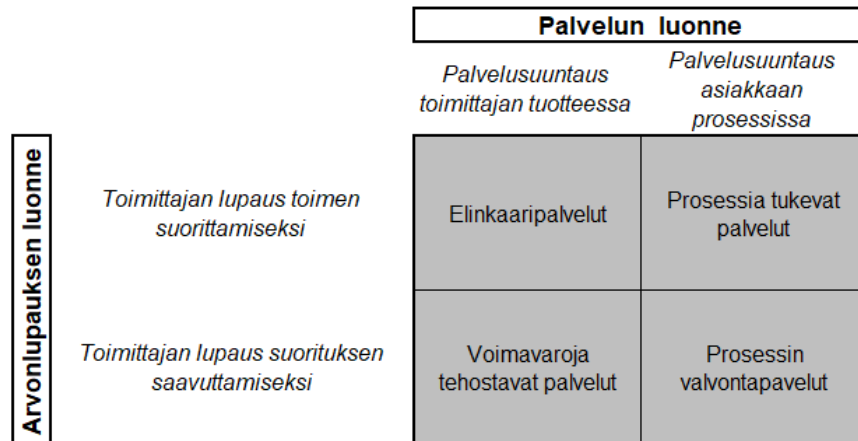 Palvelun luonne
Palvelusuuntaus
toimittajan tuotteessa
Palvelusuuntaus
asiakkaan
prosessissa
Arvonlupauksen luonne
Toimittajan lupaus toimen
suorittamiseksi
Elinkaaripalvelut
Prosessia tukevat
palvelut
Toimittajan lupaus suorituksen
saavuttamiseksi
Voimavaroja
tehostavat palvelut
Prosessin
valvontapavelut